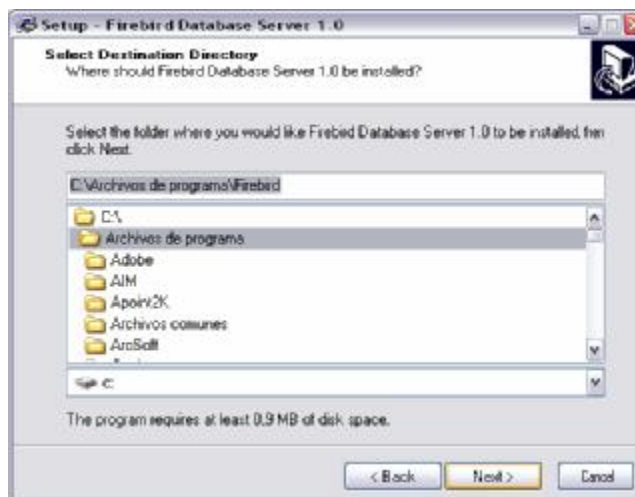 Setup - Firebird Database Server 1.0
Select Destination Directory
Where should Firebird Database Server 1.0 be installed?
Select the folder where you would like Firebird Database Server 1.0 to be installed, then
click Next.
C:\Archivos de programa\Firebird
C:\
Archivos de programa
Adobe
AIM
Apoint2K
Archivos comunes
ArcSoft
c:
The program requires at least 0.9 MB of disk space.
< Back
Next >
Cancel